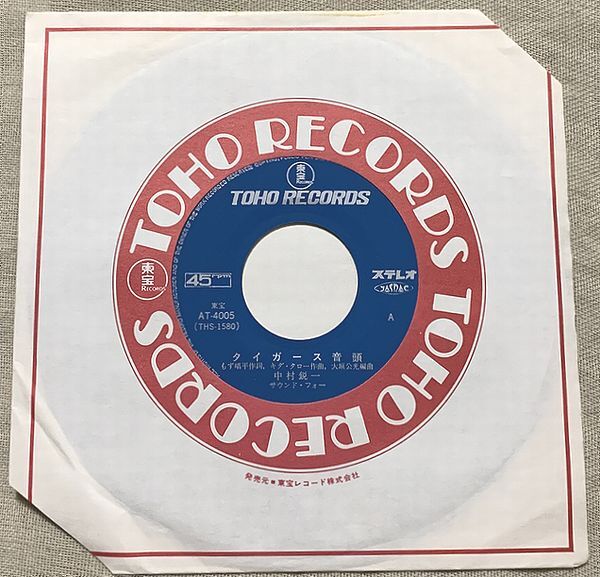 TOHO RECORDS TOHO RECORDS
東宝
RECORDS
東宝
RECORDS
TOHO RECORDS
45rpm
ステレオ
JASRAC
東宝
AT-4005
(THS-1580)
A
タイガース音頭
もず唱平作詞、キダ・タロー作曲、大垣公光編曲
中村鋭一
サウンド・フォー
発売元■東宝レコード株式会社